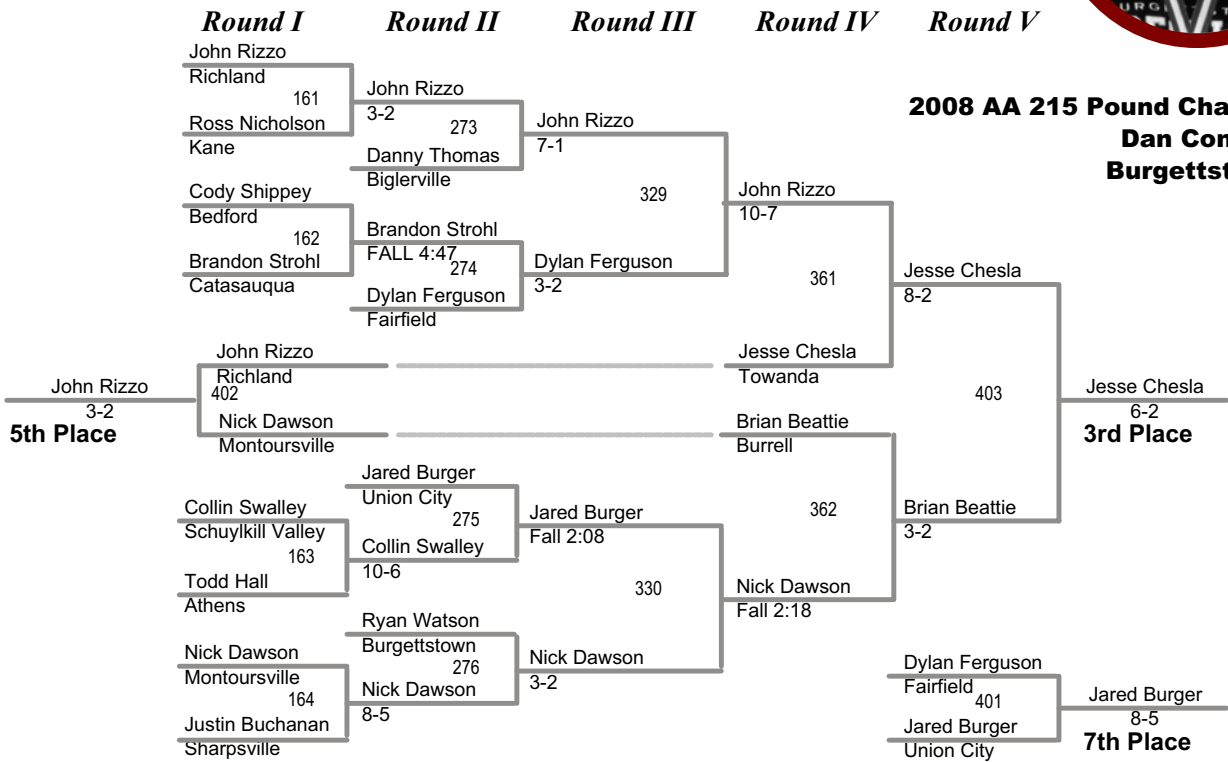 Round I Round II Round III Round IV Round V
John Rizzo
Richland
161
Ross Nicholson
Kane
John Rizzo
3-2
273
Danny Thomas
Biglerville
John Rizzo
7-1
2008 AA 215 Pound Cha
Dan Con
Burgettst
Cody Shippey
Bedford
162
Brandon Strohl
Catasauqua
Brandon Strohl
FALL 4:47
274
Dylan Ferguson
Fairfield
Dylan Ferguson
3-2
329
John Rizzo
10-7
361
Jesse Chesla
Towanda
Jesse Chesla
8-2
John Rizzo
3-2
5th Place
John Rizzo
Richland
402
Nick Dawson
Montoursville
Brian Beattie
Burrell
403
Jesse Chesla
6-2
3rd Place
Collin Swalley
Schuylkill Valley
163
Todd Hall
Athens
Jared Burger
Union City
275
Collin Swalley
10-6
Jared Burger
Fall 2:08
362
Brian Beattie
3-2
330
Nick Dawson
Fall 2:18
Nick Dawson
Montoursville
164
Justin Buchanan
Sharpsville
Ryan Watson
Burgettstown
276
Nick Dawson
8-5
Nick Dawson
3-2
Dylan Ferguson
Fairfield
401
Jared Burger
Union City
Jared Burger
8-5
7th Place